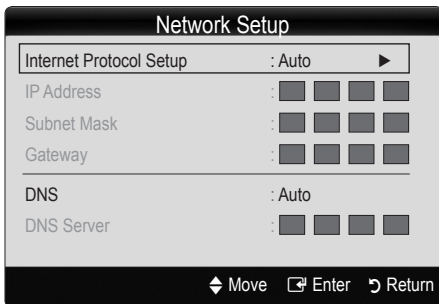 Network Setup
Internet Protocol Setup : Auto ▶
IP Address :
Subnet Mask :
Gateway :
DNS : Auto
DNS Server :
Move Enter Return